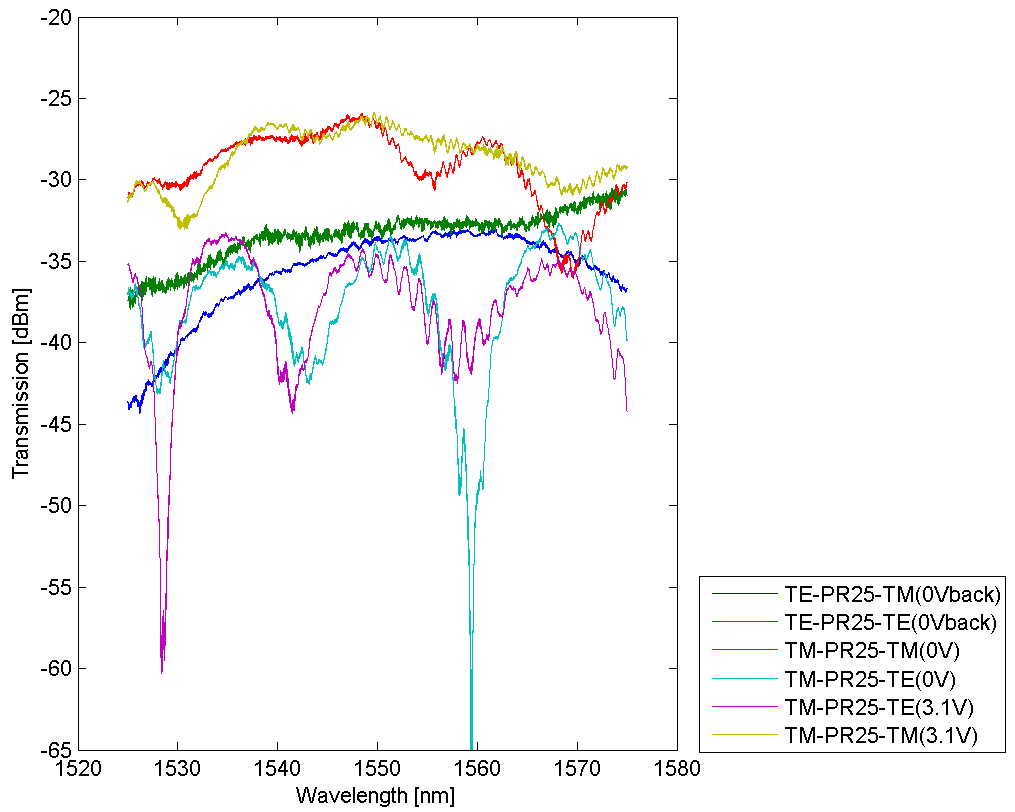 -20
-25
-30
-35
-40
-45
-50
-55
-60
-65
Transmission [dBm]
1520 1530 1540 1550 1560 1570 1580
Wavelength [nm]
TE-PR25-TM(0Vback)
TE-PR25-TE(0Vback)
TM-PR25-TM(0V)
TM-PR25-TE(0V)
TM-PR25-TE(3.1V)
TM-PR25-TM(3.1V)